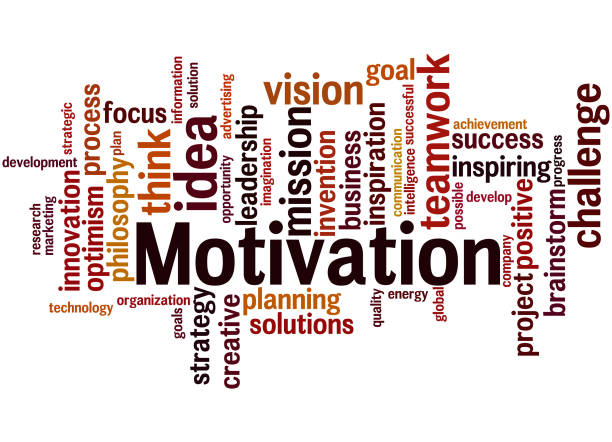 development
strategic
research
marketing
innovation
optimism
process
focus
philosophy
plan
think
information
solution
idea
advertising
opportunity
leadership
imagination
vision
mission
invention
business
goal
inspiration
communication
intelligence
successful
teamwork
achievement
success
inspiring
possible
develop
progress
challenge
Motivation
company
positive
project
brainstorm
technology
organization
goals
strategy
creative
planning
solutions
quality
energy
global